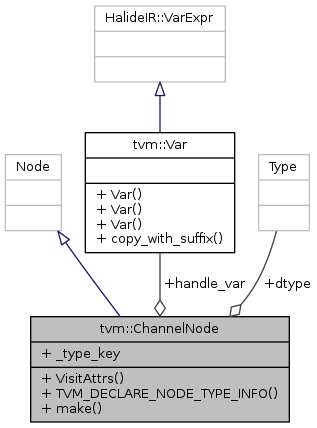 HalideIR::VarExpr
tvm::Var
+ Var()
+ Var()
+ Var()
+ copy_with_suffix()
Node
Type
+handle_var
+dtype
tvm::ChannelNode
+ _type_key
+ VisitAttrs()
+ TVM_DECLARE_NODE_TYPE_INFO()
+ make()